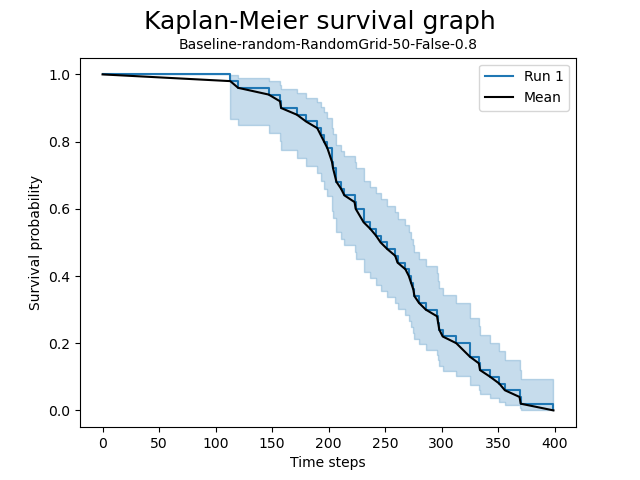 Kaplan-Meier survival graph
Baseline-random-RandomGrid-50-False-0.8
Run 1
Mean
1.0
0.8
0.6
0.4
0.2
0.0
Survival probability
0 50 100 150 200 250 300 350 400
Time steps